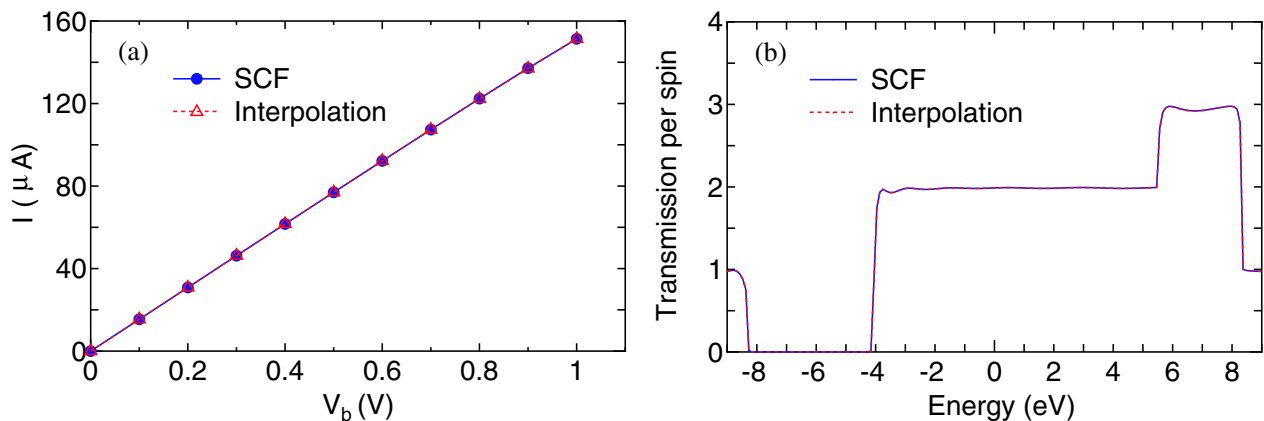 (a)
SCF
Interpolation
160
120
80
40
0
I ( μ A)
0 0.2 0.4 0.6 0.8 1
V_b (V)
(b)
SCF
Interpolation
4
3
2
1
0
Transmission per spin
-8 -6 -4 -2 0 2 4 6 8
Energy (eV)